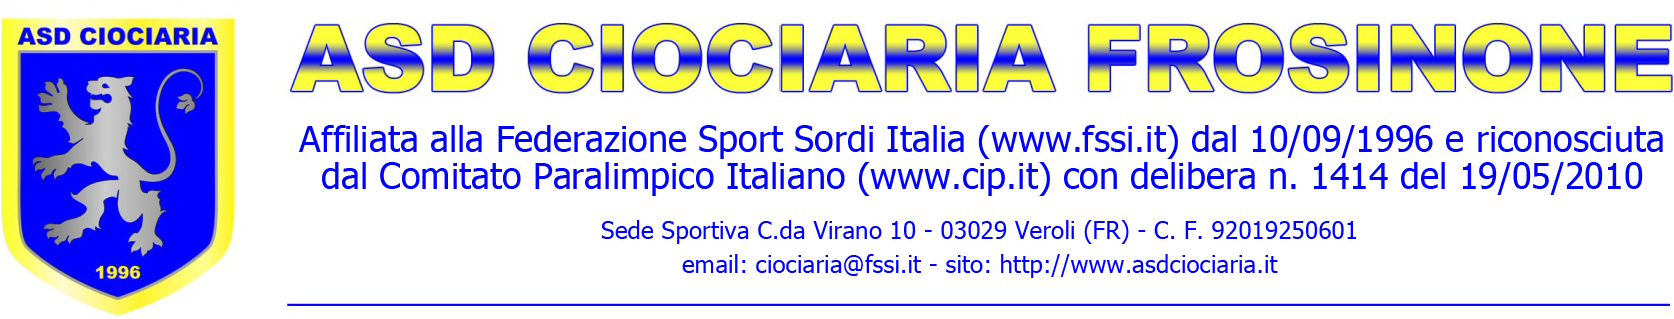 ASD CIOCIARIA
1996
ASD CIOCIARIA FROSINONE
Affiliata alla Federazione Sport Sordi Italia (www.fssi.it) dal 10/09/1996 e riconosciuta
dal Comitato Paralimpico Italiano (www.cip.it) con delibera n. 1414 del 19/05/2010
Sede Sportiva C.da Virano 10 - 03029 Veroli (FR) - C. F. 92019250601
email: ciociaria@fssi.it - sito: http://www.asdciociaria.it